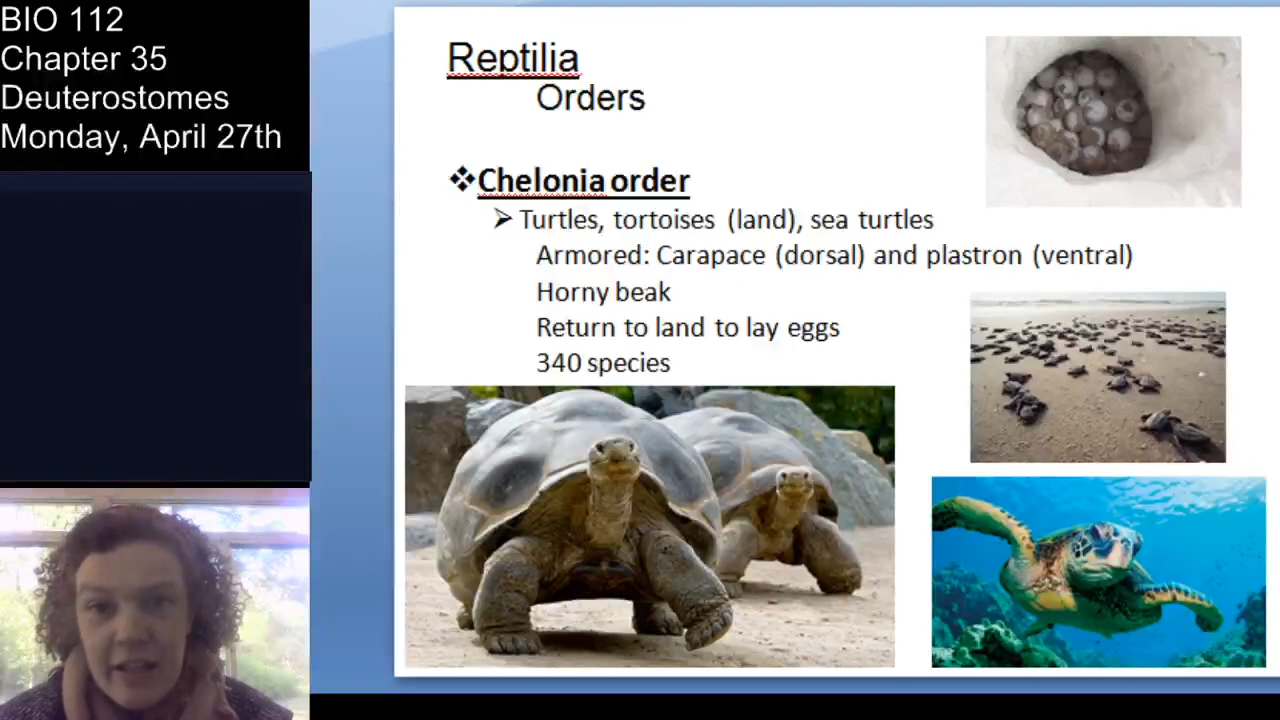 BIO 112
Chapter 35
Deuterostomes
Monday, April 27th
Reptilia
Orders
❖Chelonia order
➢ Turtles, tortoises (land), sea turtles
Armored: Carapace (dorsal) and plastron (ventral)
Horny beak
Return to land to lay eggs
340 species